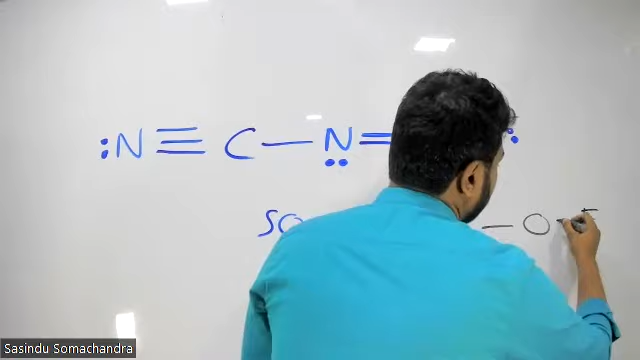 :N ≡ C — N̤ =
SO — O F
Sasindu Somachandra